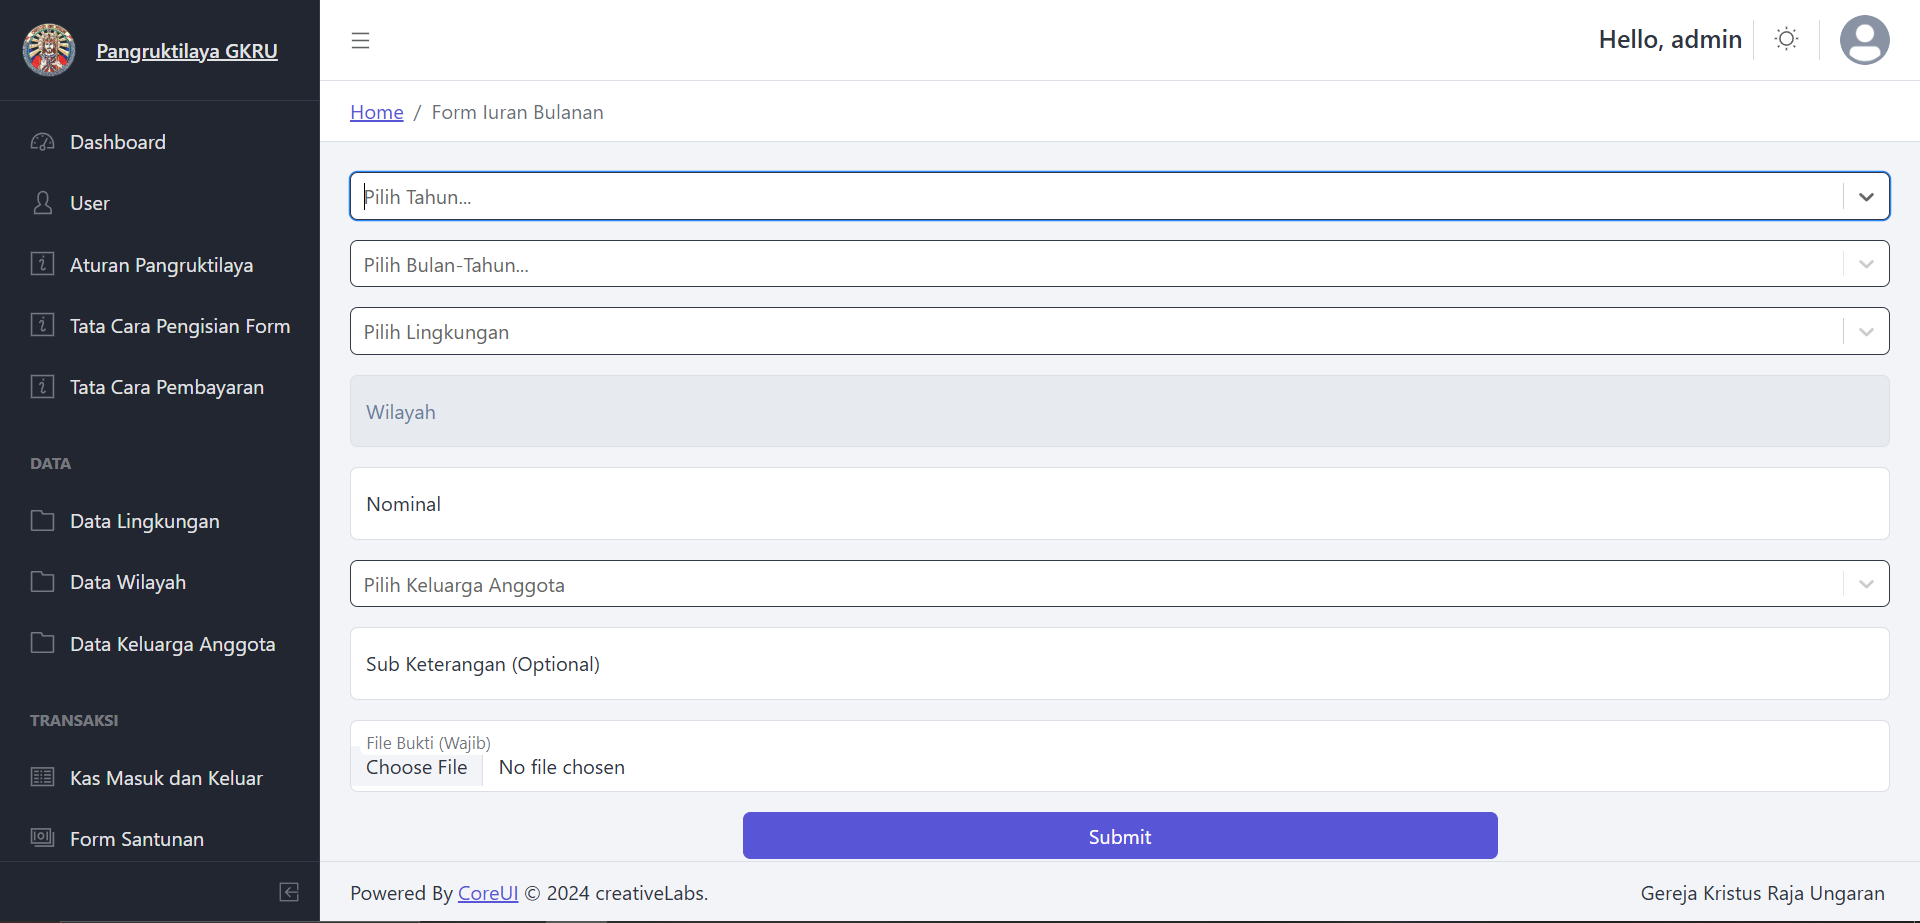 Pangruktilaya GKRU
Hello, admin
Home / Form Iuran Bulanan
Dashboard
User
Aturan Pangruktilaya
Tata Cara Pengisian Form
Tata Cara Pembayaran
DATA
Data Lingkungan
Data Wilayah
Data Keluarga Anggota
TRANSAKSI
Kas Masuk dan Keluar
Form Santunan
Pilih Tahun...
Pilih Bulan-Tahun...
Pilih Lingkungan
Wilayah
Nominal
Pilih Keluarga Anggota
Sub Keterangan (Optional)
File Bukti (Wajib)
Choose File No file chosen
Submit
Powered By CoreUI © 2024 creativeLabs.
Gereja Kristus Raja Ungaran